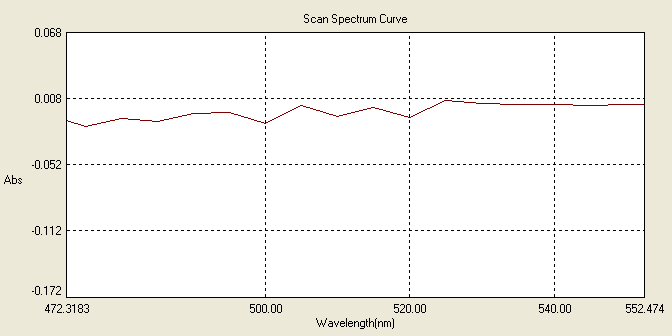 Scan Spectrum Curve
0.068
0.008
-0.052
Abs
-0.112
-0.172
472.3183 500.00 520.00 540.00 552.474
Wavelength(nm)